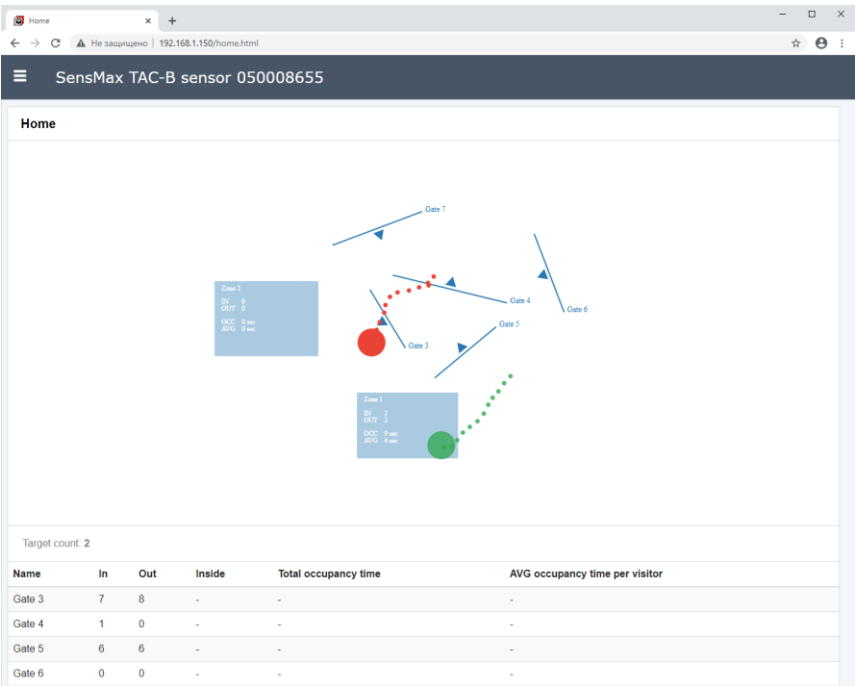 Home
Не защищено | 192.168.1.150/home.html
SensMax TAC-B sensor 050008655
Home
Gate 7
Zone 2
IN 0
OUT 0
OCC 0 sec
AVG 0 sec
Gate 4
Gate 6
Gate 5
Gate 3
Zone 1
IN 2
OUT 2
OCC 9 sec
AVG 4 sec
Target count: 2
Name In Out Inside Total occupancy time AVG occupancy time per visitor
Gate 3 7 8 - - -
Gate 4 1 0 - - -
Gate 5 6 6 - - -
Gate 6 0 0 - - -